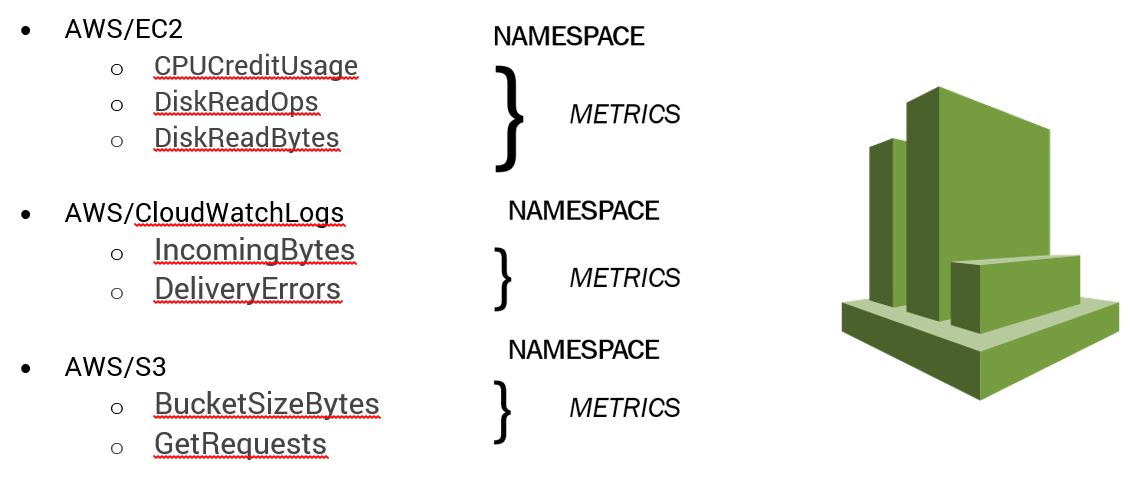 AWS/EC2 NAMESPACE
CPUCreditUsage
DiskReadOps METRICS
DiskReadBytes
AWS/CloudWatchLogs NAMESPACE
IncomingBytes
DeliveryErrors METRICS
NAMESPACE
AWS/S3
BucketSizeBytes METRICS
GetRequests